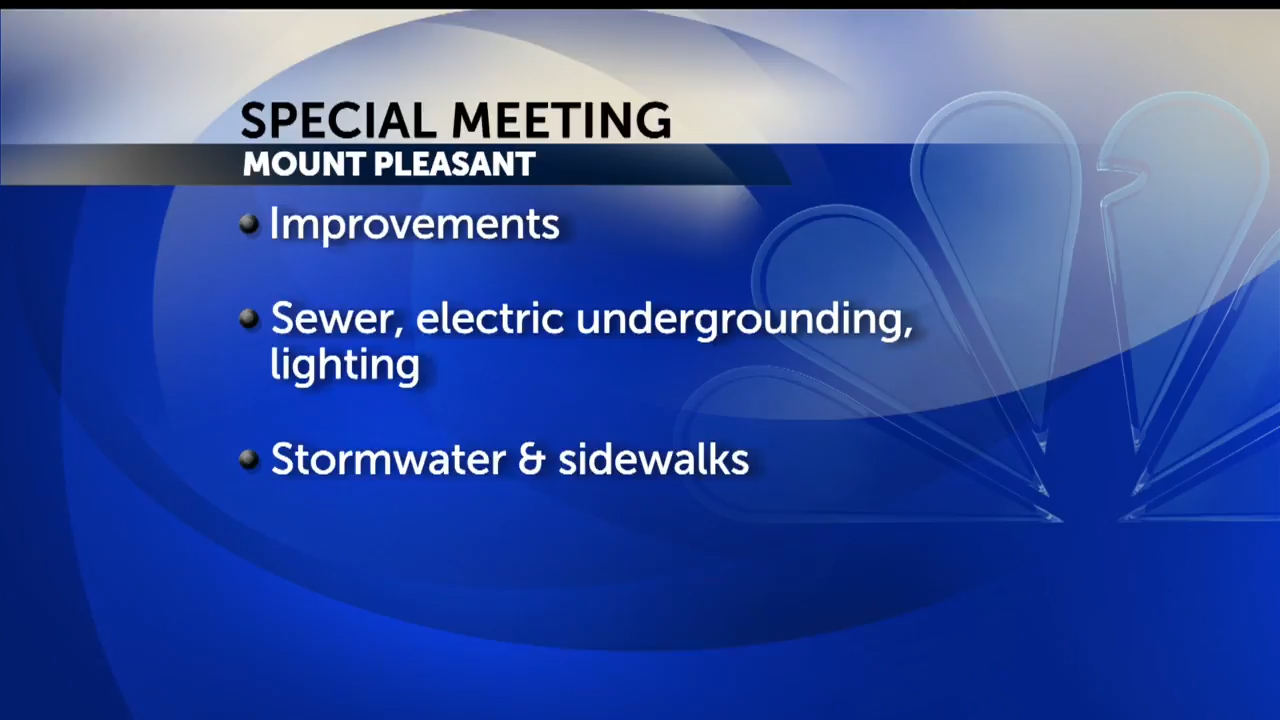 SPECIAL MEETING
MOUNT PLEASANT
Improvements
Sewer, electric undergrounding,
lighting
Stormwater & sidewalks